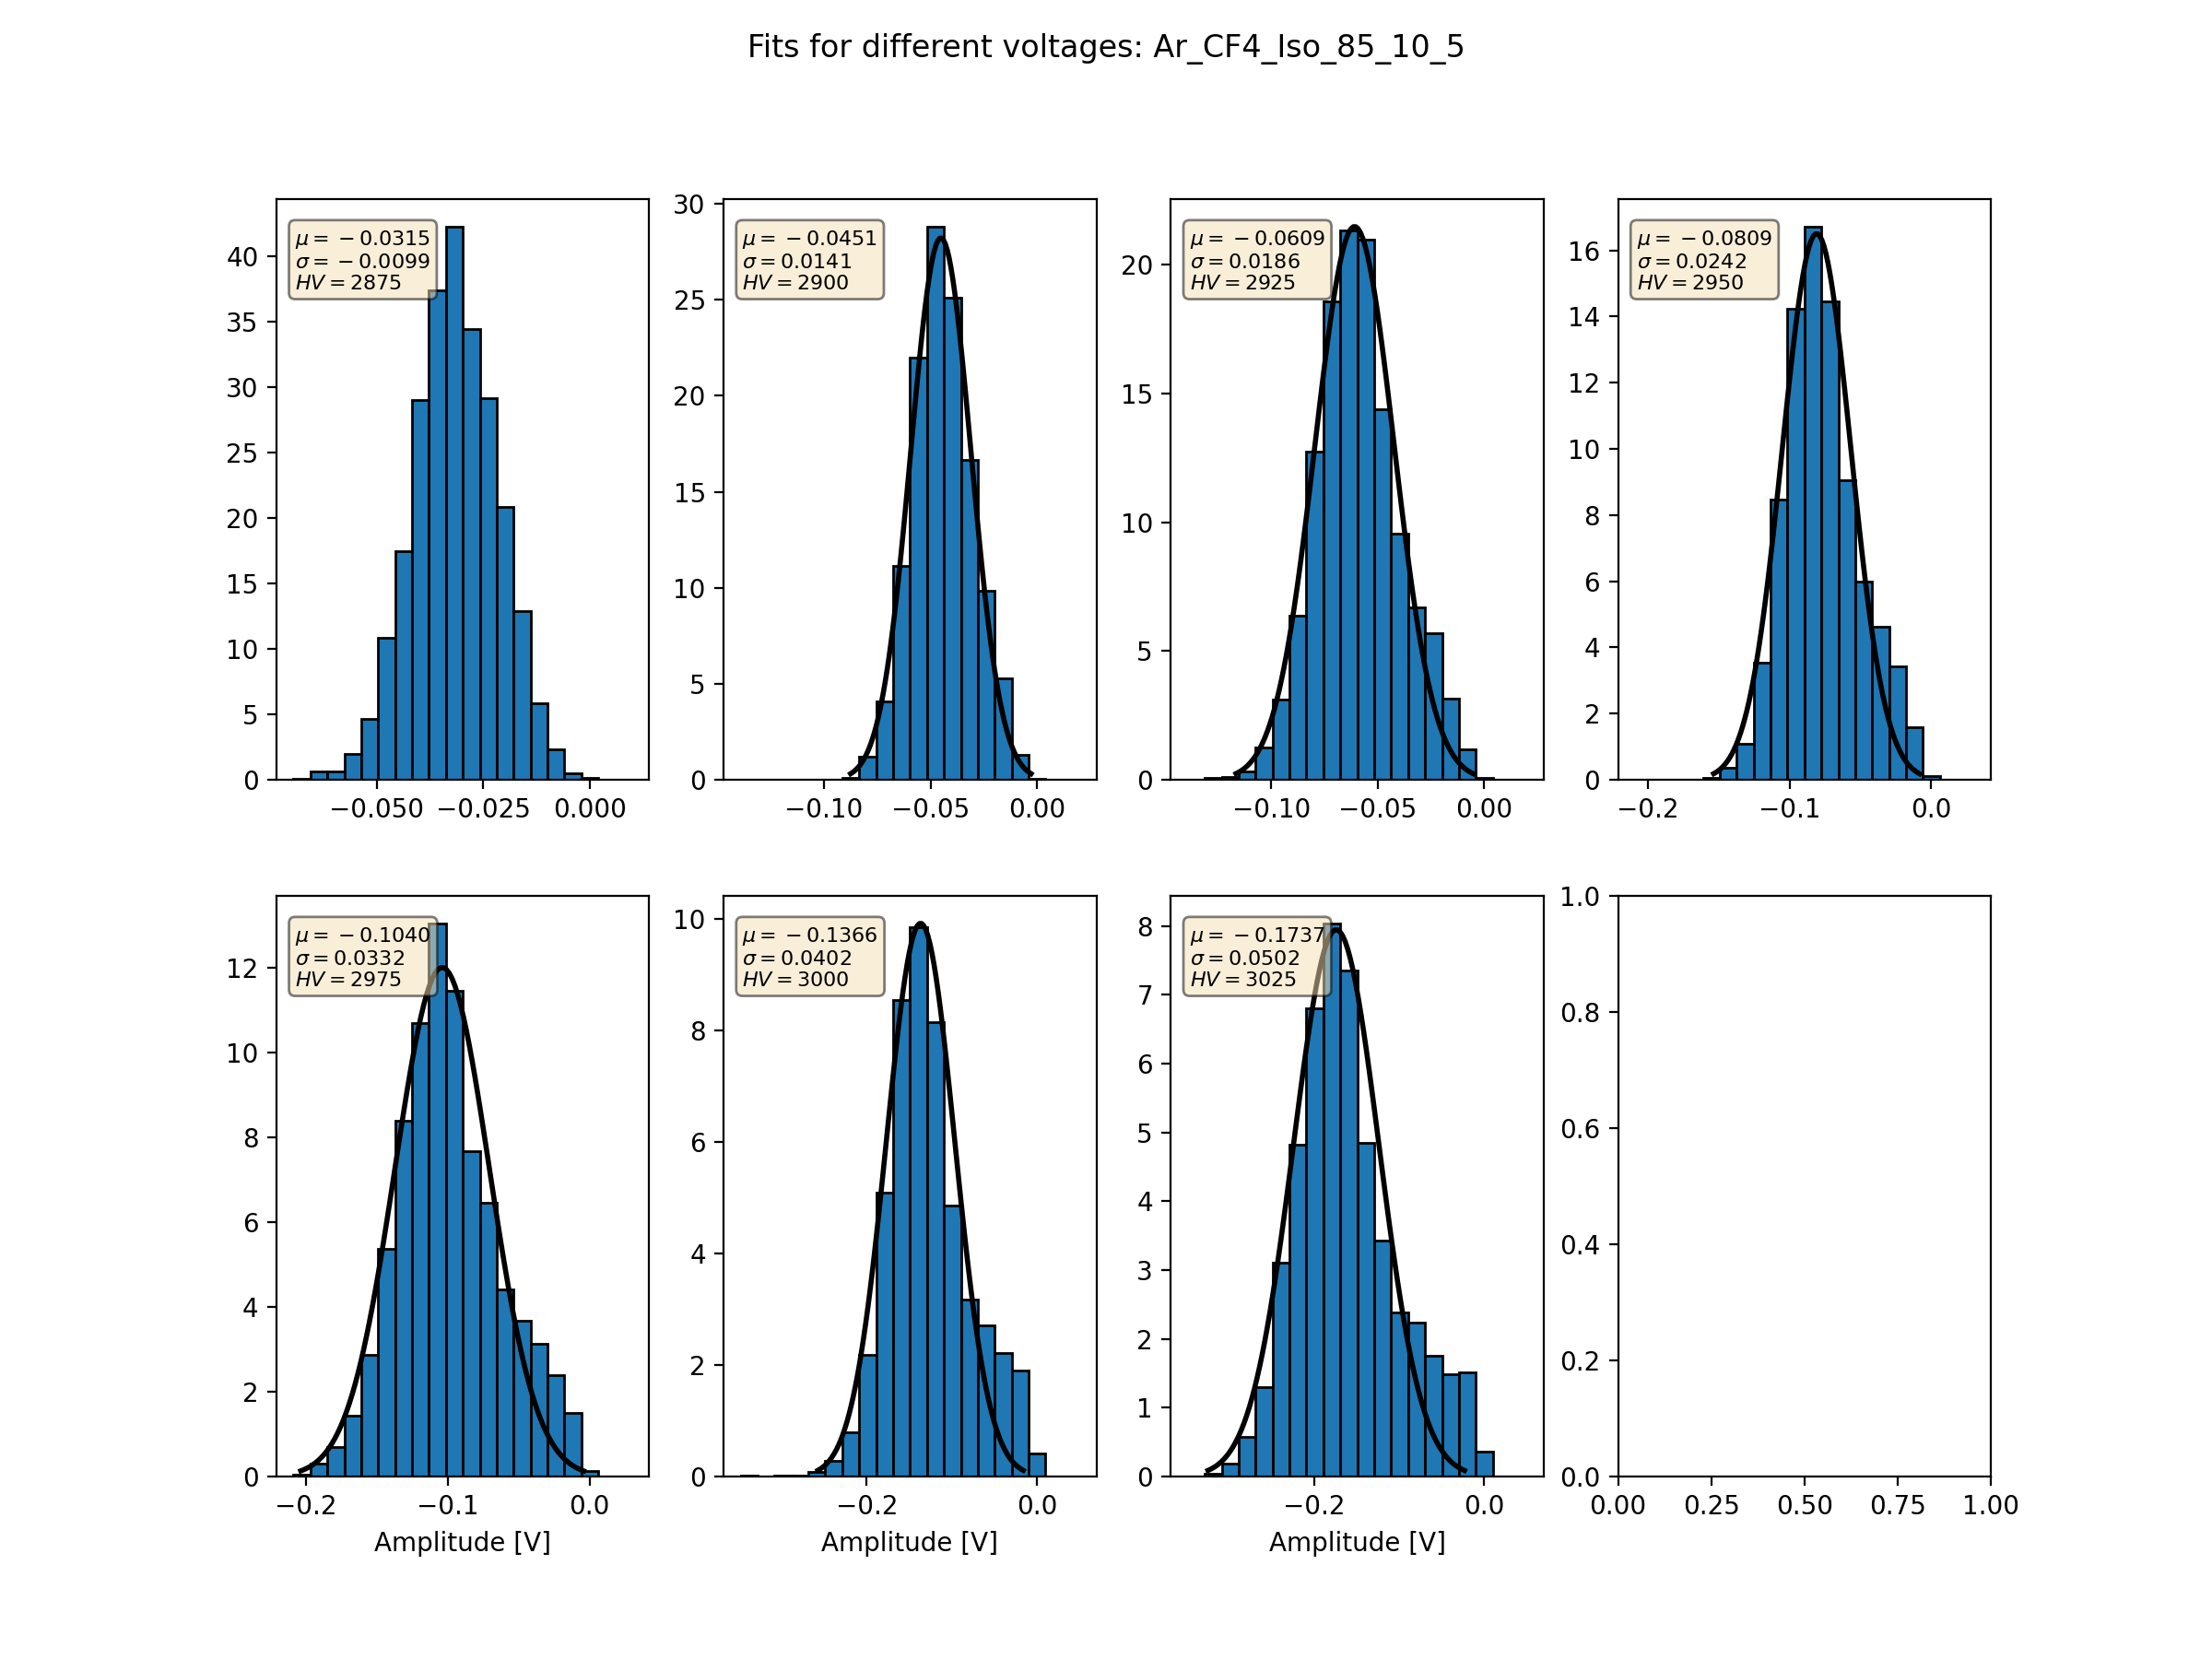 Fits for different voltages: Ar_CF4_Iso_85_10_5
μ = −0.0315
σ = −0.0099
HV = 2875
40
35
30
25
20
15
10
5
0
−0.050 −0.025 0.000
μ = −0.0451
σ = 0.0141
HV = 2900
30
25
20
15
10
5
0
−0.10 −0.05 0.00
μ = −0.0609
σ = 0.0186
HV = 2925
20
15
10
5
0
−0.10 −0.05 0.00
μ = −0.0809
σ = 0.0242
HV = 2950
16
14
12
10
8
6
4
2
0
−0.2 −0.1 0.0
μ = −0.1040
σ = 0.0332
HV = 2975
12
10
8
6
4
2
0
−0.2 −0.1 0.0
Amplitude [V]
μ = −0.1366
σ = 0.0402
HV = 3000
10
8
6
4
2
0
−0.2 0.0
Amplitude [V]
μ = −0.1737
σ = 0.0502
HV = 3025
8
7
6
5
4
3
2
1
0
−0.2 0.0
Amplitude [V]
1.0
0.8
0.6
0.4
0.2
0.0
0.00 0.25 0.50 0.75 1.00